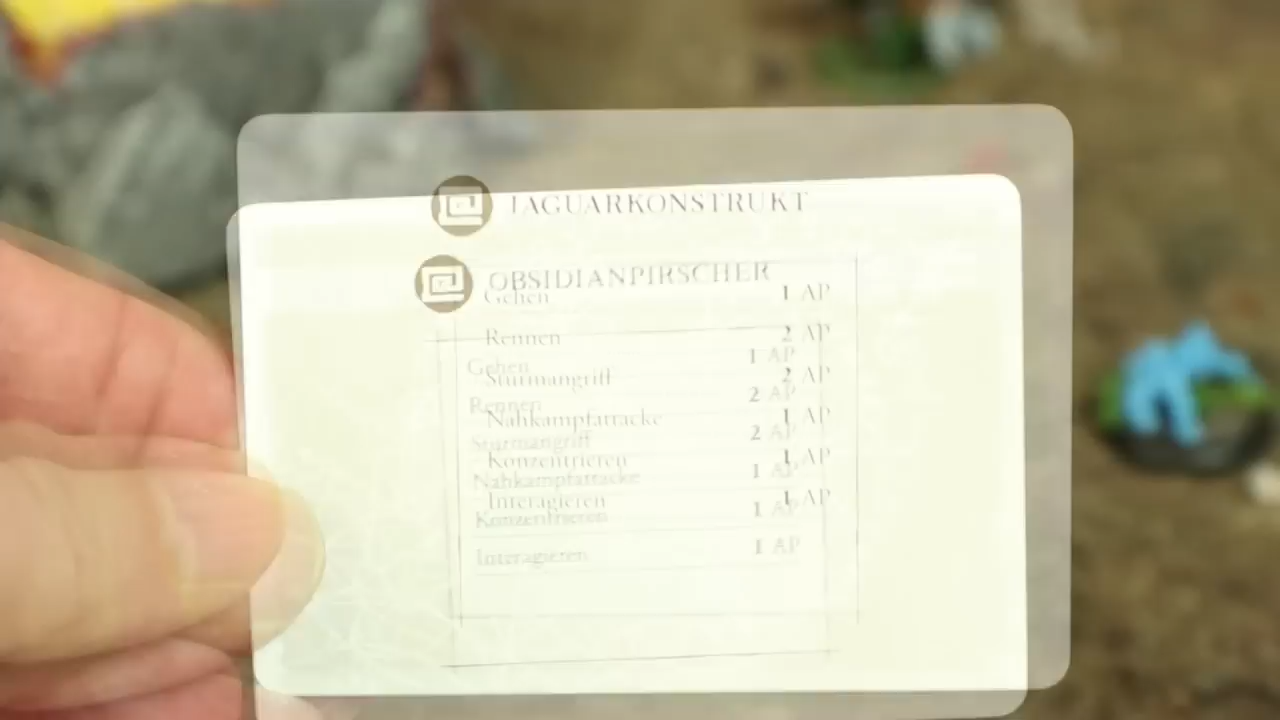 JAGUARKONSTRUKT
Gehen 1 AP
Rennen 2 AP
Sturmangriff 2 AP
Nahkampfattacke 1 AP
Konzentrieren 1 AP
Interagieren 1 AP
OBSIDIANPIRSCHER
Gehen 1 AP
Rennen 2 AP
Sturmangriff 2 AP
Nahkampfattacke 1 AP
Konzentrieren 1 AP
Interagieren 1 AP